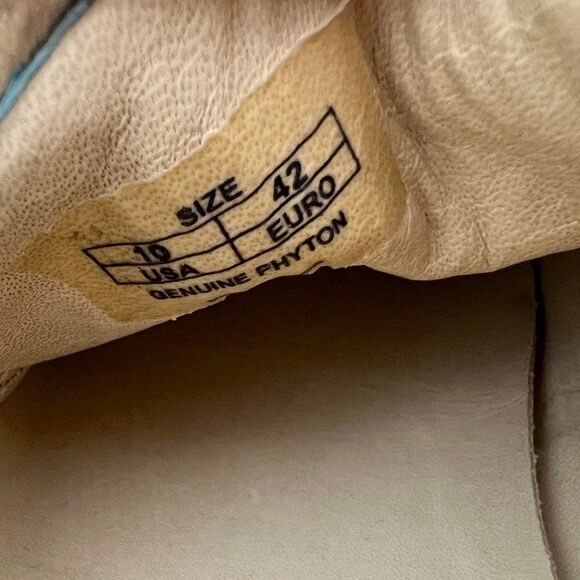 SIZE
10 42
USA EURO
GENUINE PHYTON